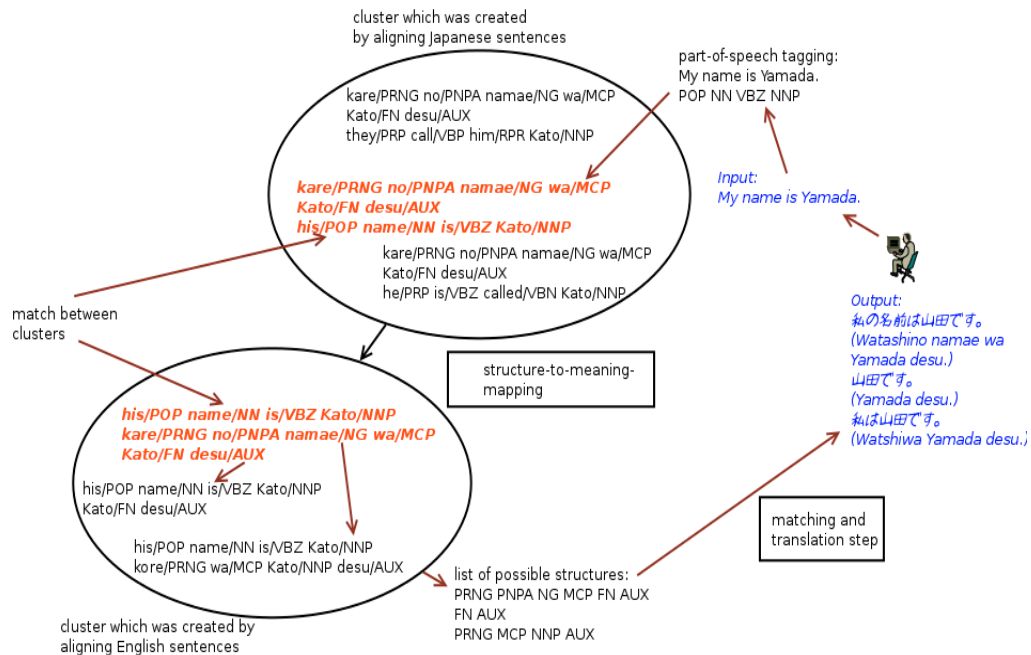 cluster which was created
by aligning Japanese sentences
kare/PRNG no/PNPA namae/NG wa/MCP
Kato/FN desu/AUX
they/PRP call/VBP him/RPR Kato/NNP
kare/PRNG no/PNPA namae/NG wa/MCP
Kato/FN desu/AUX
his/POP name/NN is/VBZ Kato/NNP
kare/PRNG no/PNPA namae/NG wa/MCP
Kato/FN desu/AUX
he/PRP is/VBZ called/VBN Kato/NNP
part-of-speech tagging:
My name is Yamada.
POP NN VBZ NNP
Input:
My name is Yamada.
match between
clusters
structure-to-meaning-
mapping
Output:
私の名前は山田です。
(Watashino namae wa
Yamada desu.)
山田です。
(Yamada desu.)
私は山田です。
(Watshiwa Yamada desu.)
his/POP name/NN is/VBZ Kato/NNP
kare/PRNG no/PNPA namae/NG wa/MCP
Kato/FN desu/AUX
his/POP name/NN is/VBZ Kato/NNP
Kato/FN desu/AUX
his/POP name/NN is/VBZ Kato/NNP
kore/PRNG wa/MCP Kato/NNP desu/AUX
matching and
translation step
list of possible structures:
PRNG PNPA NG MCP FN AUX
FN AUX
PRNG MCP NNP AUX
cluster which was created by
aligning English sentences